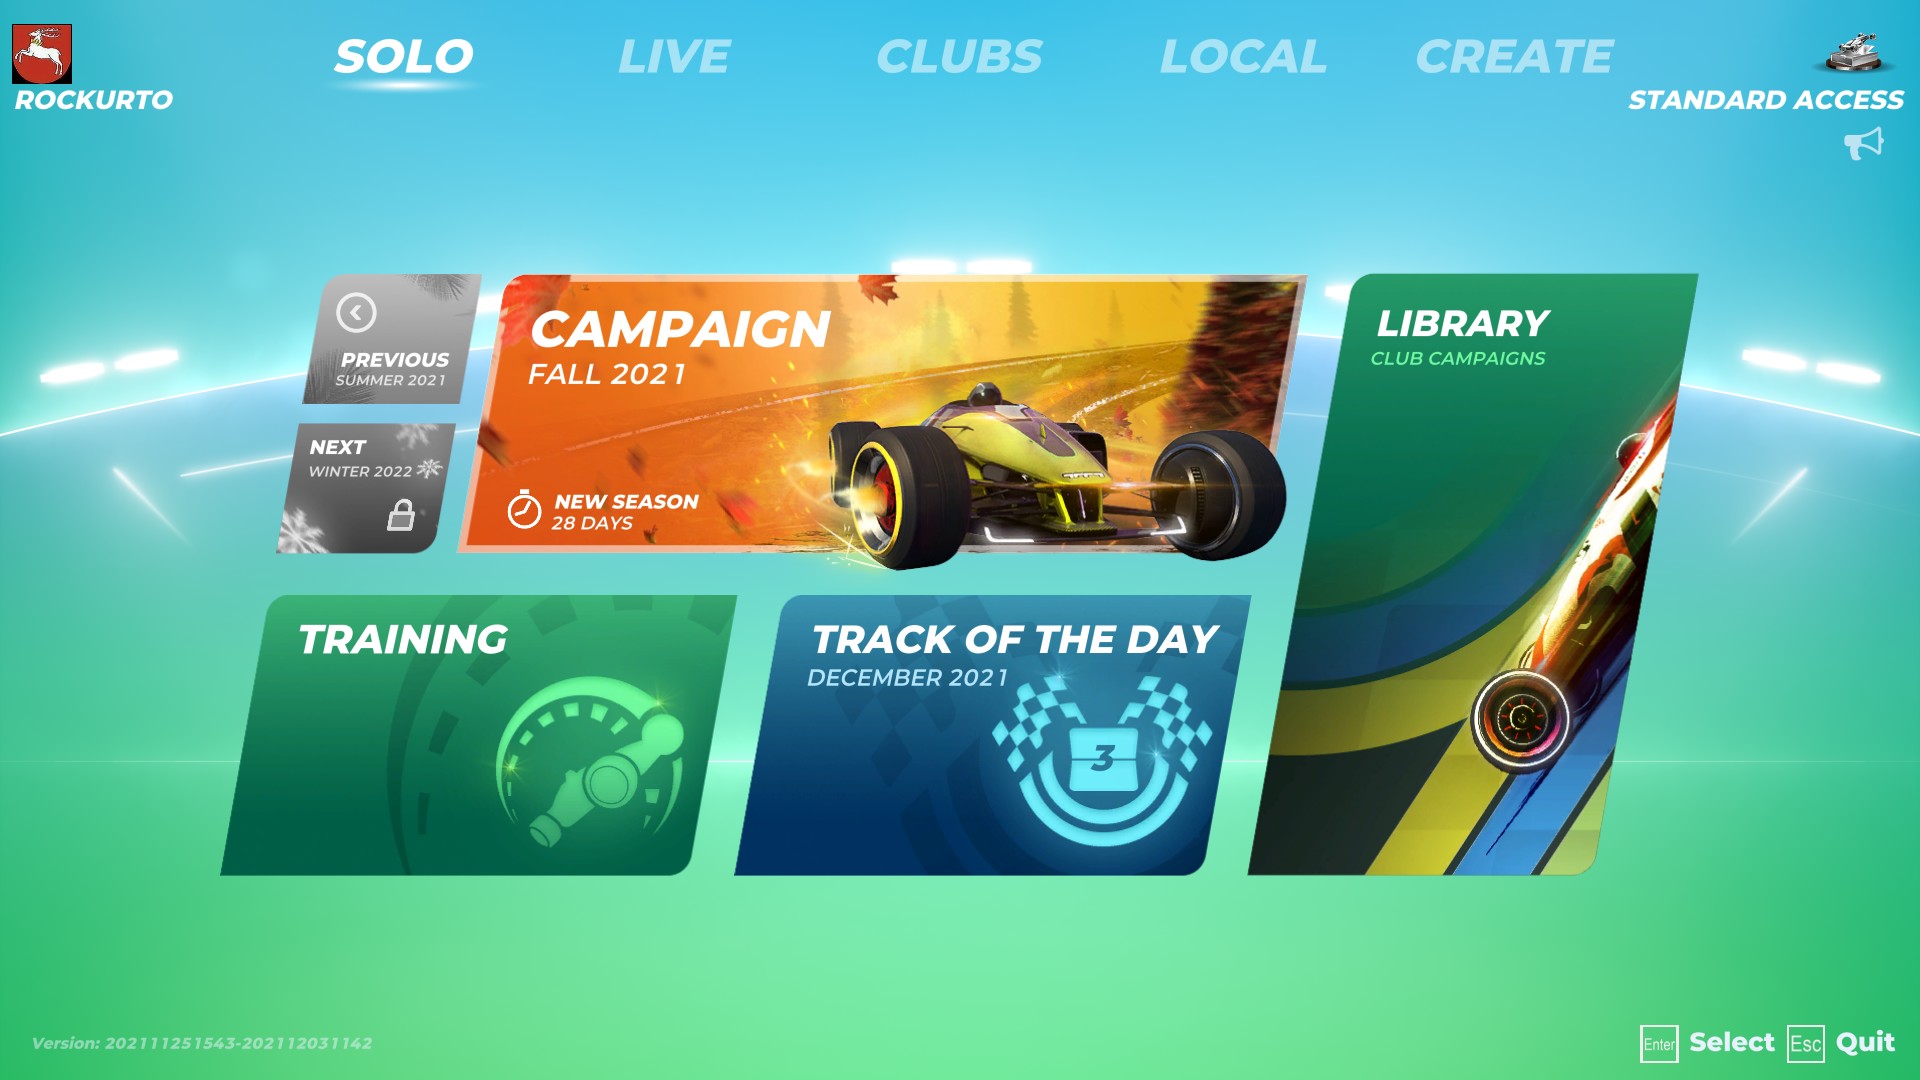 SOLO
LIVE
CLUBS
LOCAL
CREATE
ROCKURTO
STANDARD ACCESS
PREVIOUS
SUMMER 2021
NEXT
WINTER 2022
CAMPAIGN
FALL 2021
NEW SEASON
28 DAYS
LIBRARY
CLUB CAMPAIGNS
TRAINING
TRACK OF THE DAY
DECEMBER 2021
3
Version: 202111251543-202112031142
Enter Select Esc Quit